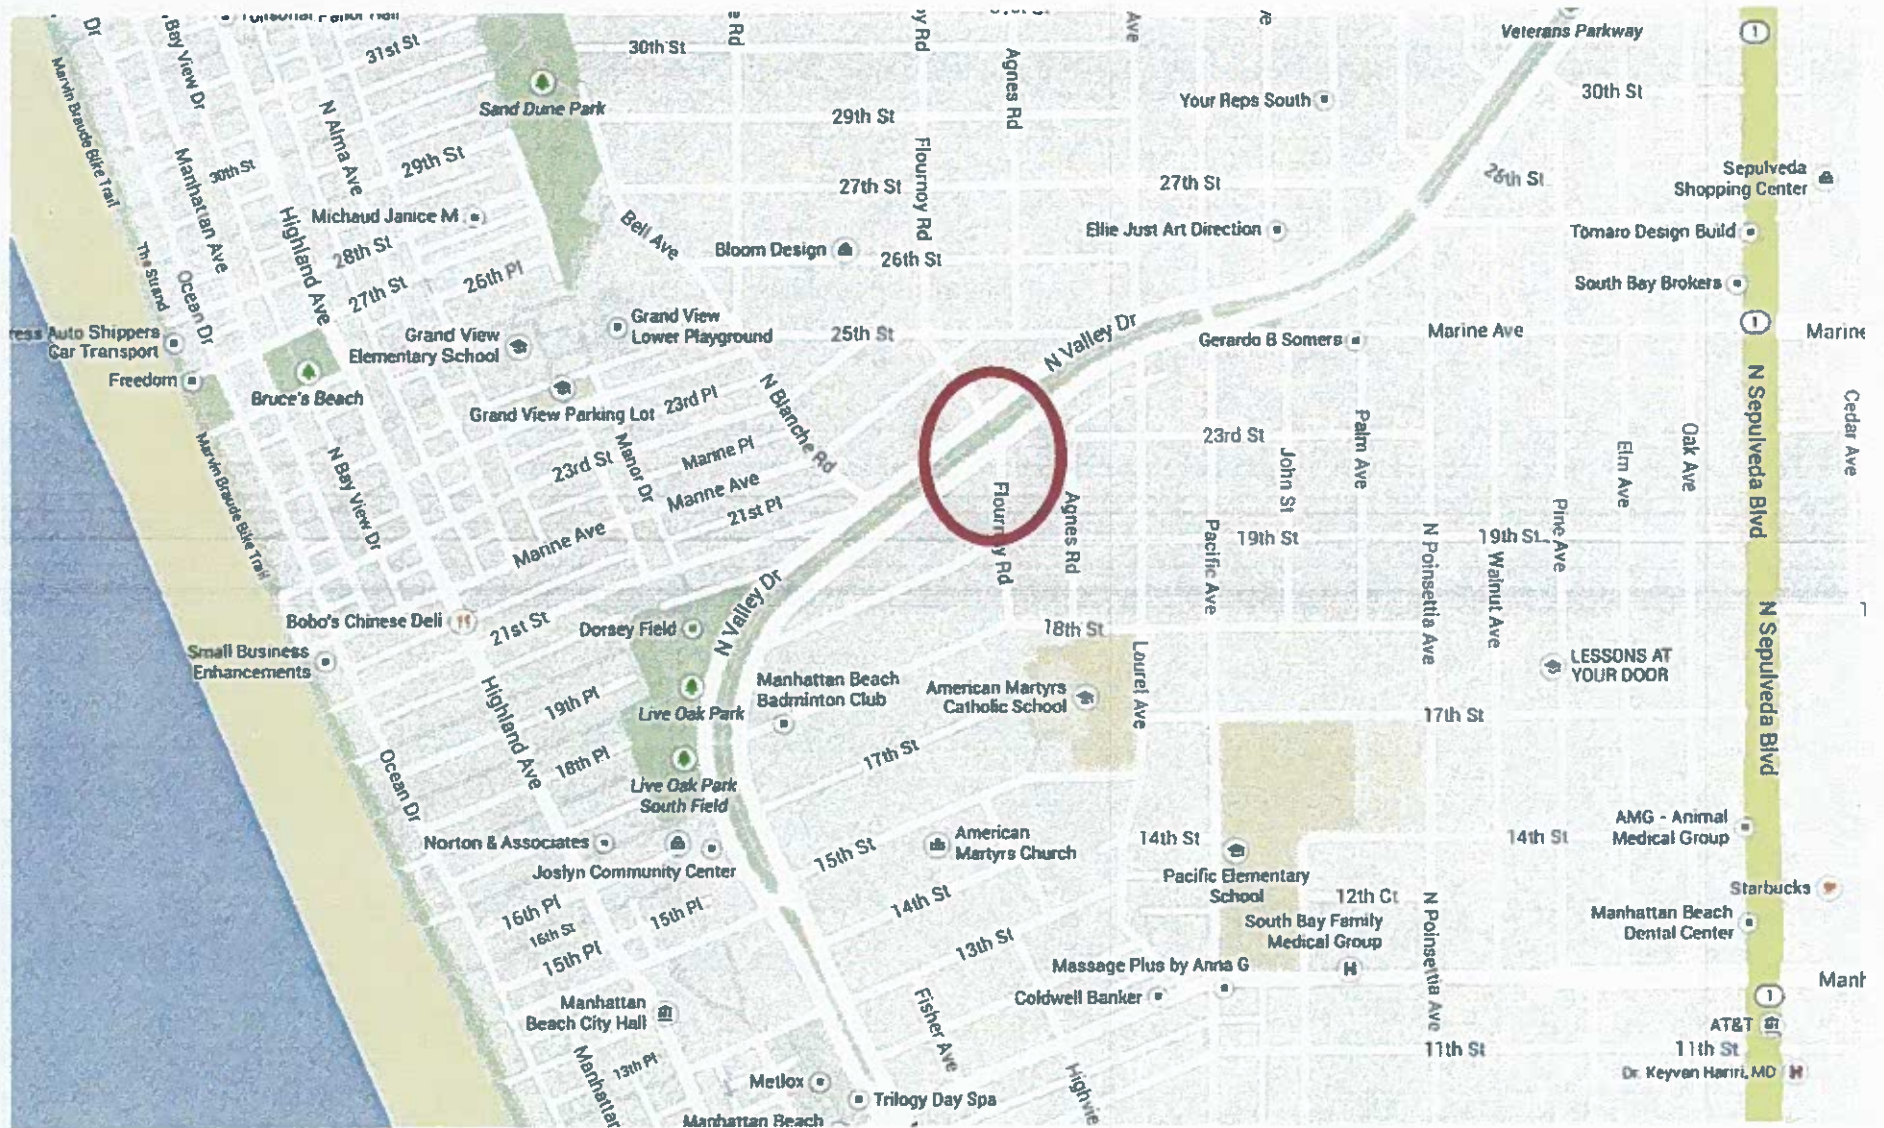 Dr
Bay View Dr
31st St
30th St
Rd
Rd
Agnes Rd
Ave
Veterans Parkway
1
Marvin Braude Bike Trail
N Alma Ave
Sand Dune Park
29th St
Your Reps South
30th St
Manhattan Ave
30th St
29th St
Flournoy Rd
27th St
27th St
26th St
Sepulveda
Shopping Center
Highland Ave
Michaud Janice M
Bell Ave
28th St
Bloom Design
26th St
Ellie Just Art Direction
Tomaro Design Build
The Strand
Ocean Dr
27th St
26th Pl
South Bay Brokers
Auto Shippers
Car Transport
Grand View
Elementary School
Grand View
Lower Playground
25th St
N Valley Dr
Gerardo B Somers
Marine Ave
1
Marine
Freedom
Bruce's Beach
Grand View Parking Lot
23rd Pl
N Blanche Rd
N Sepulveda Blvd
Cedar Ave
Marvin Braude Bike Trail
N Bay View Dr
23rd St
Manor Dr
Marine Pl
Marine Ave
21st Pl
Marine Ave
Flournoy Rd
Agnes Rd
23rd St
John St
Palm Ave
Elm Ave
Oak Ave
Pacific Ave
19th St
N Poinsettia Ave
19th St
Walnut Ave
Pine Ave
Bobo's Chinese Deli
21st St
Dorsey Field
N Valley Dr
18th St
N Sepulveda Blvd
Small Business
Enhancements
Highland Ave
19th Pl
Live Oak Park
Manhattan Beach
Badminton Club
American Martyrs
Catholic School
Laurel Ave
LESSONS AT
YOUR DOOR
17th St
Ocean Dr
18th Pl
Live Oak Park
South Field
17th St
Norton & Associates
Joslyn Community Center
15th St
American
Martyrs Church
14th St
Pacific Elementary
School
14th St
AMG - Animal
Medical Group
16th Pl
16th St
15th Pl
15th Pl
14th St
12th Ct
South Bay Family
Medical Group
N Poinsettia Ave
Starbucks
Manhattan Beach
Dental Center
13th St
Massage Plus by Anna G
Coldwell Banker
Manh
1
Manhattan
Beach City Hall
Fisher Ave
AT&T
11th St
11th St
Manhattan
13th Pl
Metlox
Trilogy Day Spa
Highvie
Dr. Keyvan Hariri, MD
Manhattan Beach